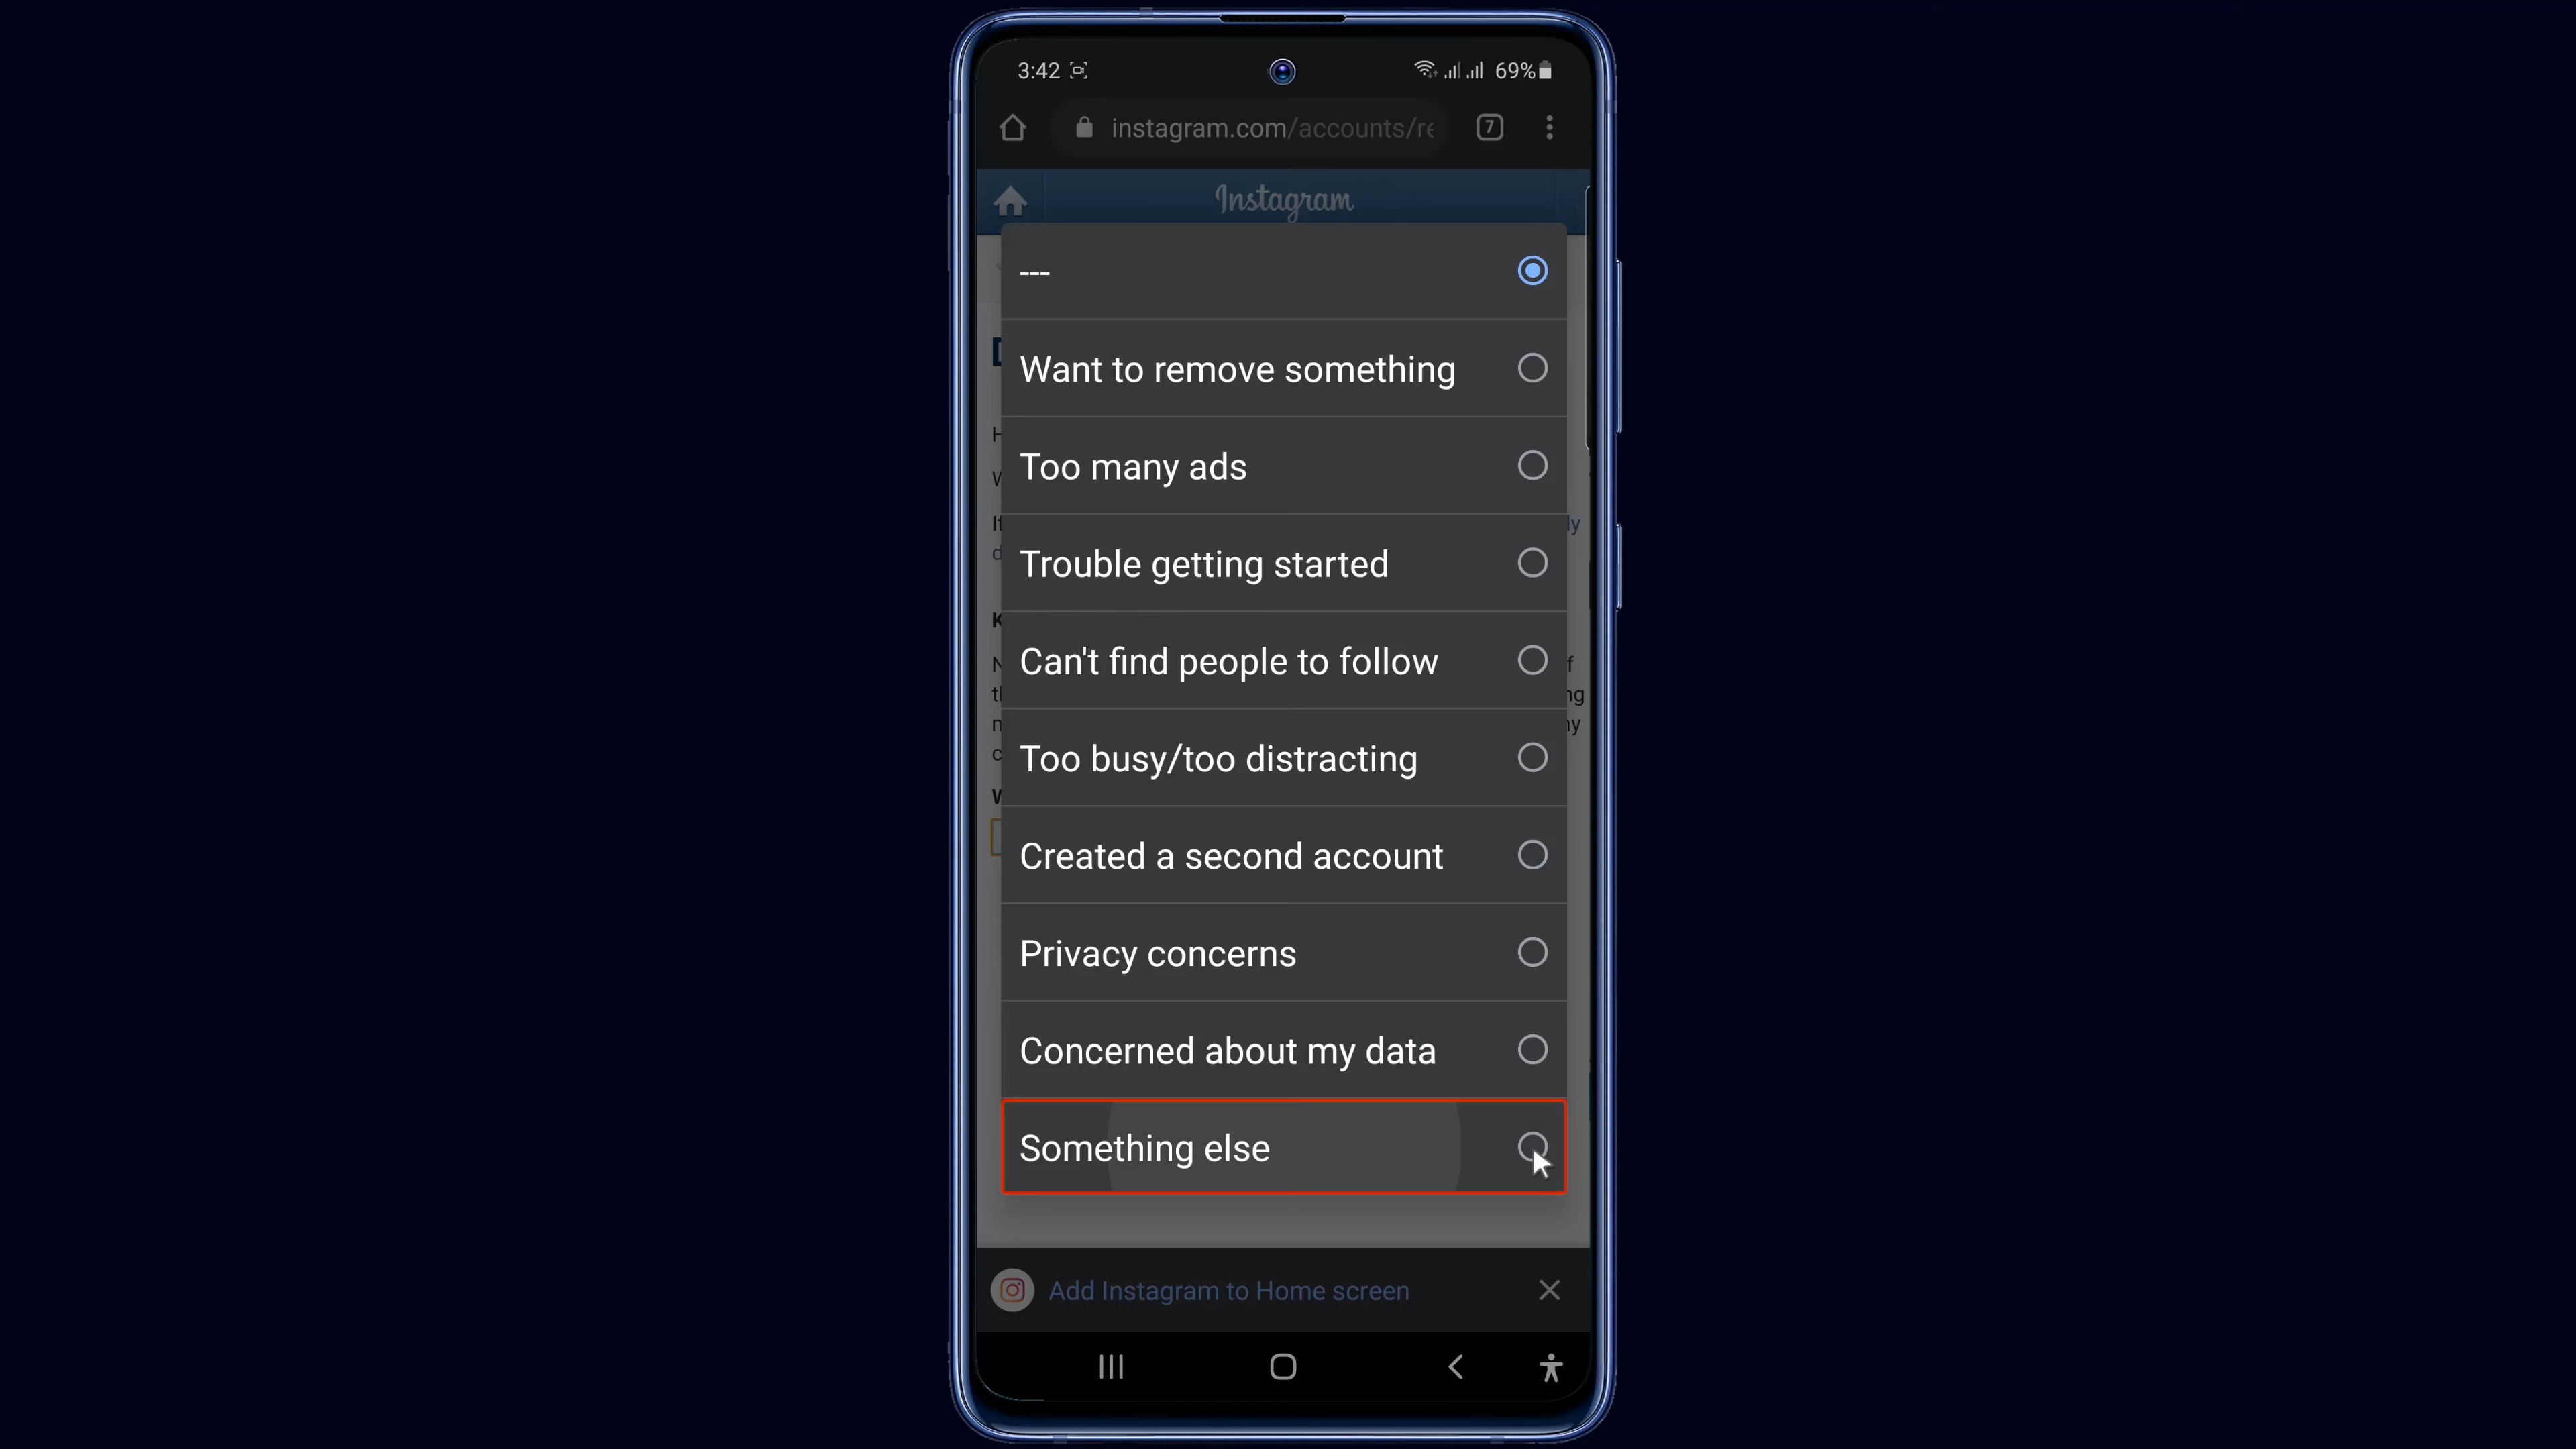 3:42
69%
instagram.com/accounts/re
7
Instagram
---
Want to remove something
Too many ads
Trouble getting started
Can't find people to follow
Too busy/too distracting
Created a second account
Privacy concerns
Concerned about my data
Something else
Add Instagram to Home screen